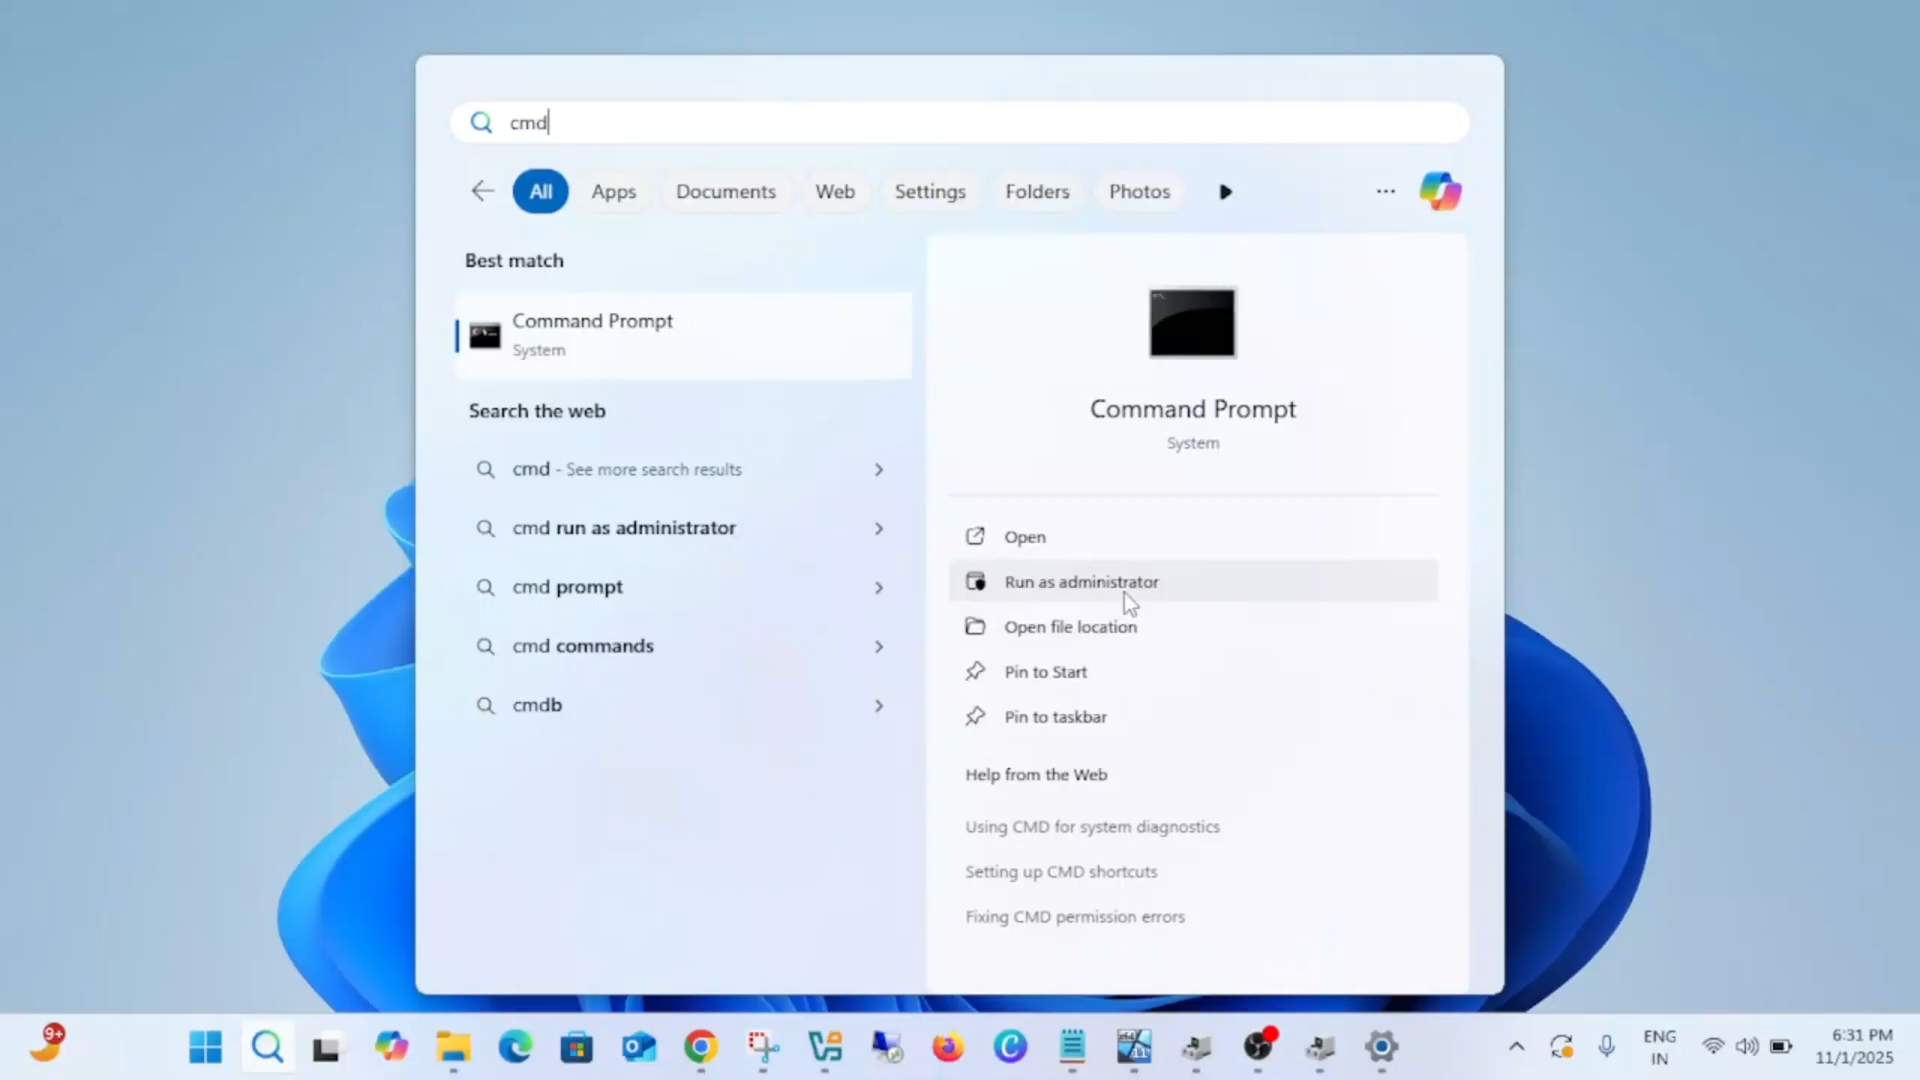 cmd
All
Apps
Documents
Web
Settings
Folders
Photos
Best match
Command Prompt
System
Search the web
cmd - See more search results
cmd run as administrator
cmd prompt
cmd commands
cmdb
Command Prompt
System
Open
Run as administrator
Open file location
Pin to Start
Pin to taskbar
Help from the Web
Using CMD for system diagnostics
Setting up CMD shortcuts
Fixing CMD permission errors
9+
ENG
IN
6:31 PM
11/1/2025